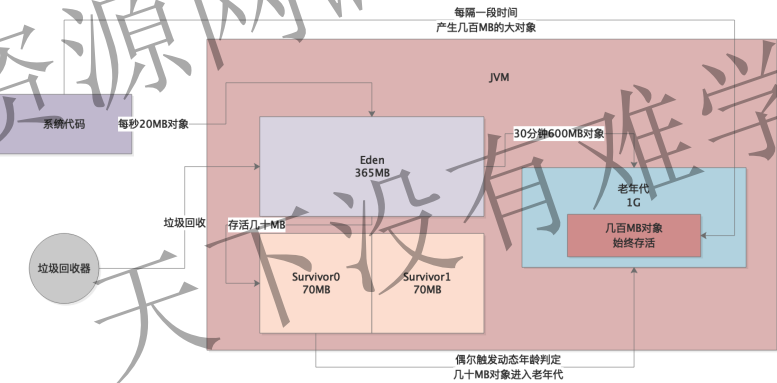 每隔一段时间
产生几百MB的大对象
JVM
系统代码
每秒20MB对象
Eden
365MB
30分钟600MB对象
老年代
1G
几百MB对象
始终存活
垃圾回收
存活几十MB
垃圾回收器
Survivor0
70MB
Survivor1
70MB
偶尔触发动态年龄判定
几十MB对象进入老年代
天下没有难学
资源网